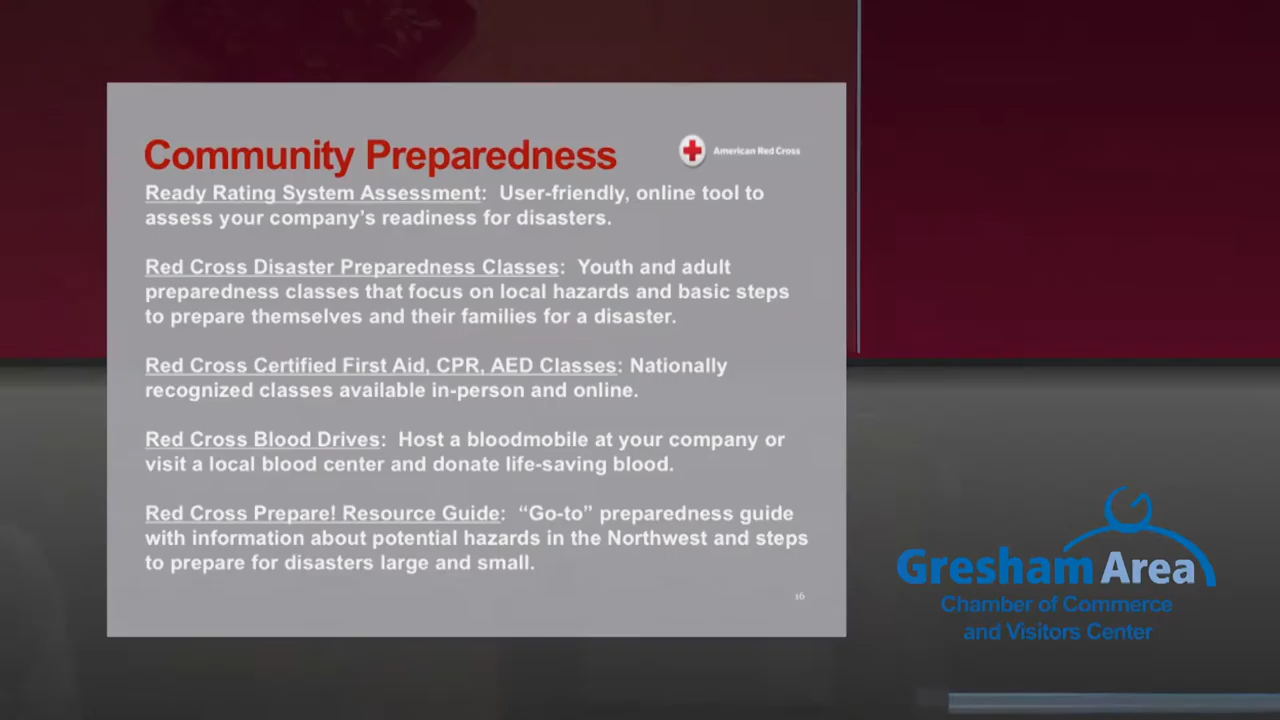 Community Preparedness
American Red Cross
Ready Rating System Assessment:  User-friendly, online tool to
assess your company's readiness for disasters.
Red Cross Disaster Preparedness Classes:  Youth and adult
preparedness classes that focus on local hazards and basic steps
to prepare themselves and their families for a disaster.
Red Cross Certified First Aid, CPR, AED Classes: Nationally
recognized classes available in-person and online.
Red Cross Blood Drives:  Host a bloodmobile at your company or
visit a local blood center and donate life-saving blood.
Red Cross Prepare! Resource Guide:  “Go-to” preparedness guide
with information about potential hazards in the Northwest and steps
to prepare for disasters large and small.
16
Gresham Area
Chamber of Commerce
and Visitors Center